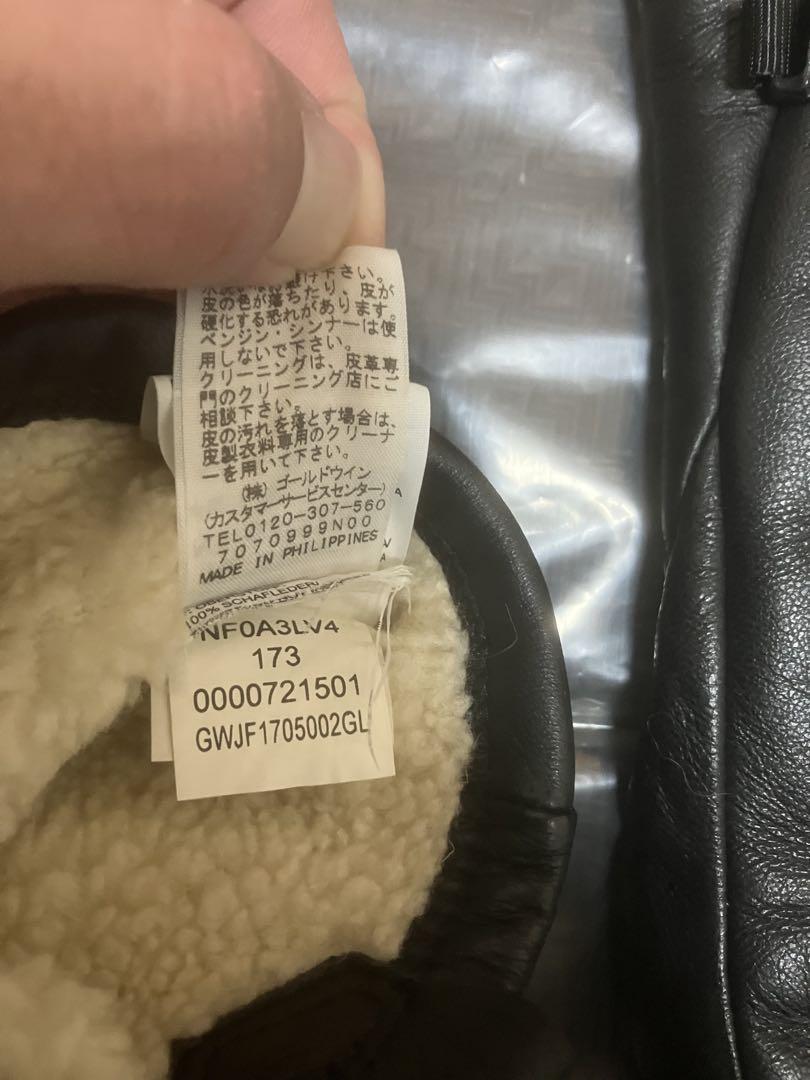 下さい。
皮の色が落ちたり、皮が
硬化する恐れがあります。
ベンジン・シンナーは使
用しないで下さい。
クリーニングは、皮革専
門のクリーニング店にご
相談下さい。
皮の汚れを落とす場合は、
皮製衣料専用のクリーナ
ーを用いて下さい。
(株)ゴールドウイン
(カスタマーサービスセンター)
TEL0120-307-560
7070999N00
MADE IN PHILIPPINES
A
V
A
100% SCHAFLEDER/
NF0A3LV4
173
0000721501
GWJF1705002GL